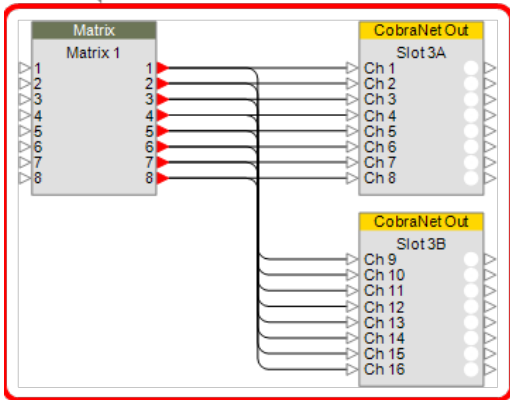 Matrix
Matrix 1
1 1
2 2
3 3
4 4
5 5
6 6
7 7
8 8
CobraNet Out
Slot 3A
Ch 1
Ch 2
Ch 3
Ch 4
Ch 5
Ch 6
Ch 7
Ch 8
CobraNet Out
Slot 3B
Ch 9
Ch 10
Ch 11
Ch 12
Ch 13
Ch 14
Ch 15
Ch 16